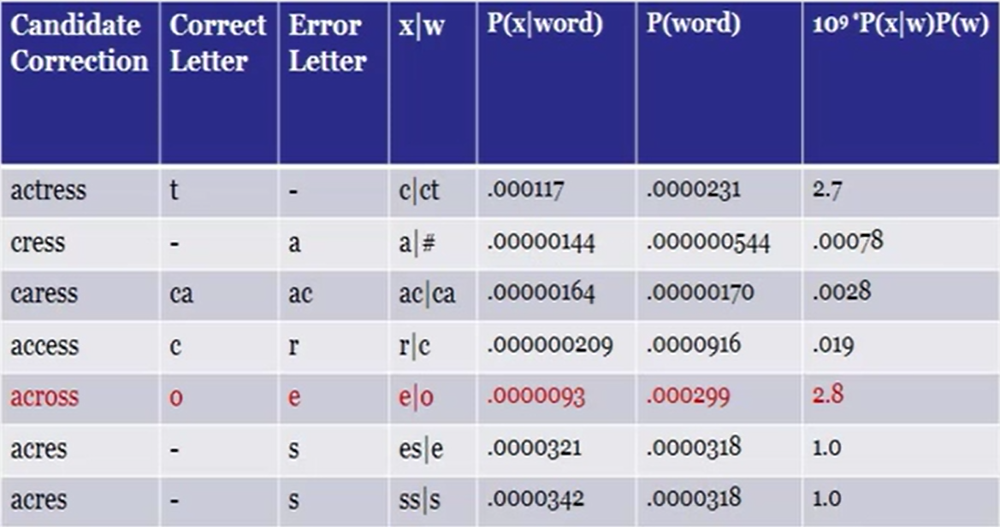 Candidate Correction Correct Letter Error Letter x|w P(x|word) P(word) 10⁹ *P(x|w)P(w)
actress t - c|ct .000117 .0000231 2.7
cress - a a|# .00000144 .000000544 .00078
caress ca ac ac|ca .00000164 .00000170 .0028
access c r r|c .000000209 .0000916 .019
across o e e|o .0000093 .000299 2.8
acres - s es|e .0000321 .0000318 1.0
acres - s ss|s .0000342 .0000318 1.0